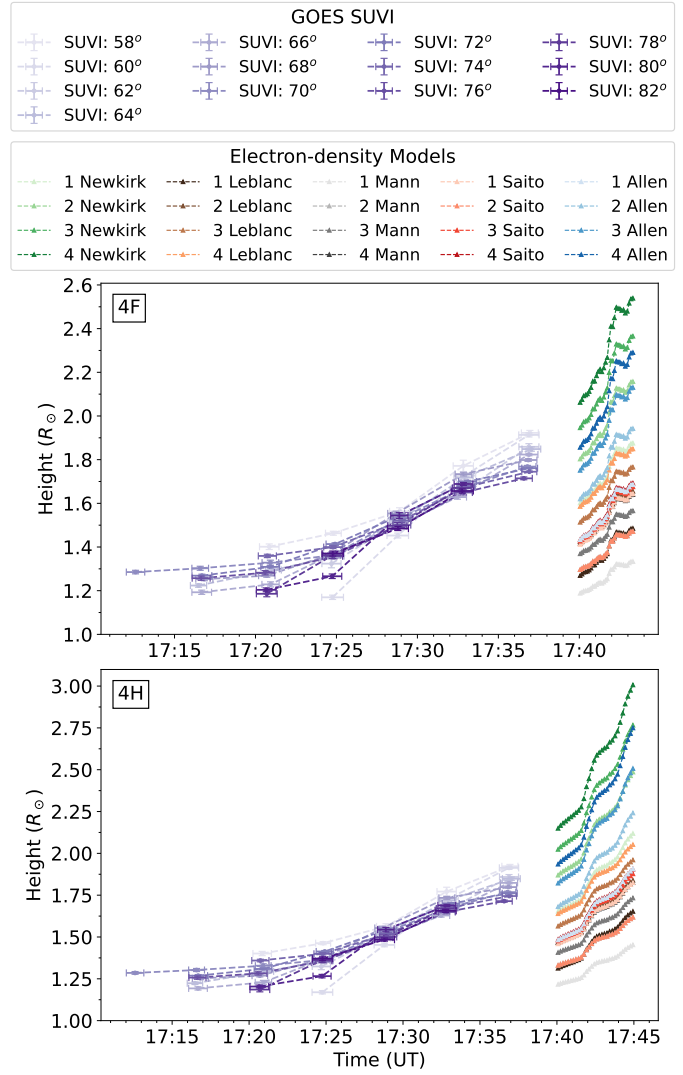 GOES SUVI
SUVI: 58° SUVI: 66° SUVI: 72° SUVI: 78°
SUVI: 60° SUVI: 68° SUVI: 74° SUVI: 80°
SUVI: 62° SUVI: 70° SUVI: 76° SUVI: 82°
SUVI: 64°
Electron-density Models
1 Newkirk 1 Leblanc 1 Mann 1 Saito 1 Allen
2 Newkirk 2 Leblanc 2 Mann 2 Saito 2 Allen
3 Newkirk 3 Leblanc 3 Mann 3 Saito 3 Allen
4 Newkirk 4 Leblanc 4 Mann 4 Saito 4 Allen
4F
Height (R☉)
2.6
2.4
2.2
2.0
1.8
1.6
1.4
1.2
1.0
17:15 17:20 17:25 17:30 17:35 17:40
4H
Height (R☉)
3.00
2.75
2.50
2.25
2.00
1.75
1.50
1.25
1.00
17:15 17:20 17:25 17:30 17:35 17:40 17:45
Time (UT)